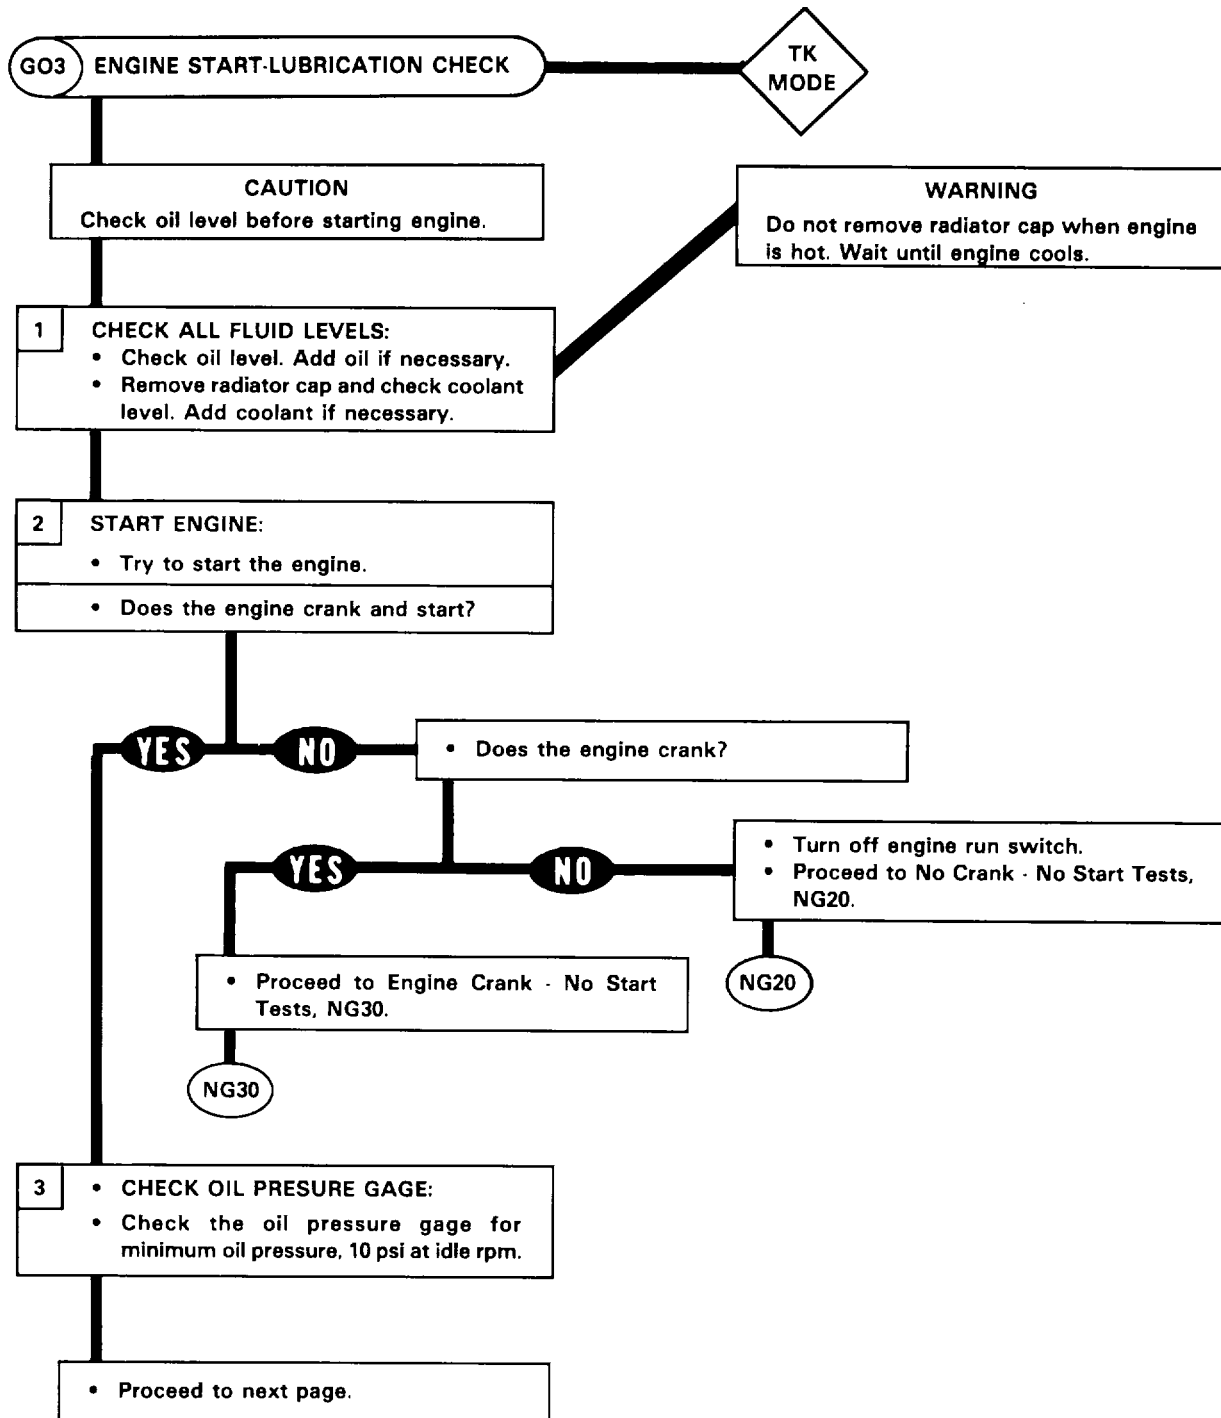 GO3 ENGINE START-LUBRICATION CHECK
TK
MODE
CAUTION
Check oil level before starting engine.
WARNING
Do not remove radiator cap when engine
is hot. Wait until engine cools.
1 CHECK ALL FLUID LEVELS:
• Check oil level. Add oil if necessary.
• Remove radiator cap and check coolant
level. Add coolant if necessary.
2 START ENGINE:
• Try to start the engine.
• Does the engine crank and start?
YES
NO
• Does the engine crank?
YES
NO
• Turn off engine run switch.
• Proceed to No Crank - No Start Tests,
NG20.
NG20
• Proceed to Engine Crank - No Start
Tests, NG30.
NG30
3 • CHECK OIL PRESURE GAGE:
• Check the oil pressure gage for
minimum oil pressure, 10 psi at idle rpm.
• Proceed to next page.